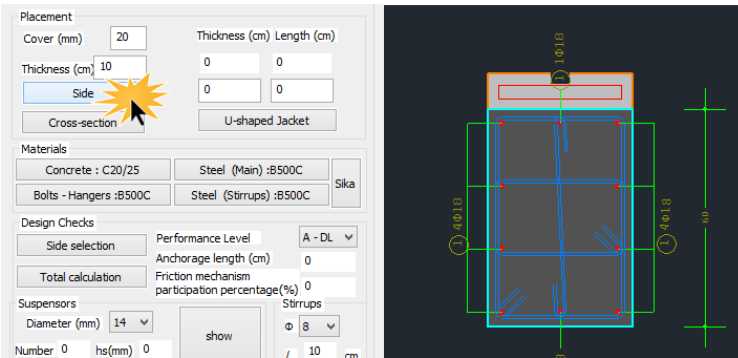 Placement
Cover (mm) 20
Thickness (cm) Length (cm)
Thickness (cm) 10
0 0
Side
0 0
Cross-section
U-shaped Jacket
Materials
Concrete : C20/25
Steel (Main) :B500C
Bolts - Hangers :B500C
Steel (Stirrups) :B500C
Sika
Design Checks
Side selection
Performance Level A - DL
Anchorage length (cm) 0
Total calculation
Friction mechanism
participation percentage(%) 0
Suspensors
Diameter (mm) 14
show
Number 0 hs(mm) 0
Stirrups
Φ 8
/ 10 cm
1 1Φ18
1 4Φ18
1 4Φ18
60